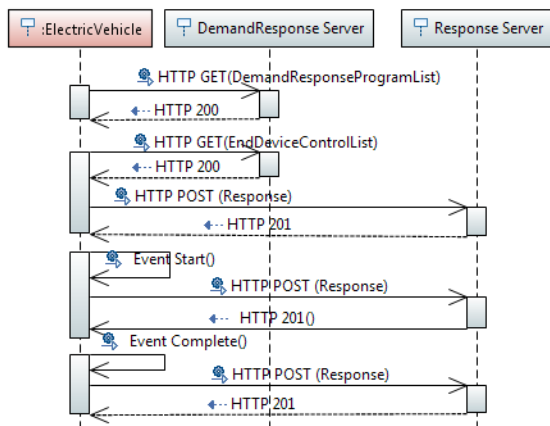 :ElectricVehicle DemandResponse Server Response Server
HTTP GET(DemandResponseProgramList)
HTTP 200
HTTP GET(EndDeviceControlList)
HTTP 200
HTTP POST (Response)
HTTP 201
Event Start()
HTTP POST (Response)
HTTP 201()
Event Complete()
HTTP POST (Response)
HTTP 201